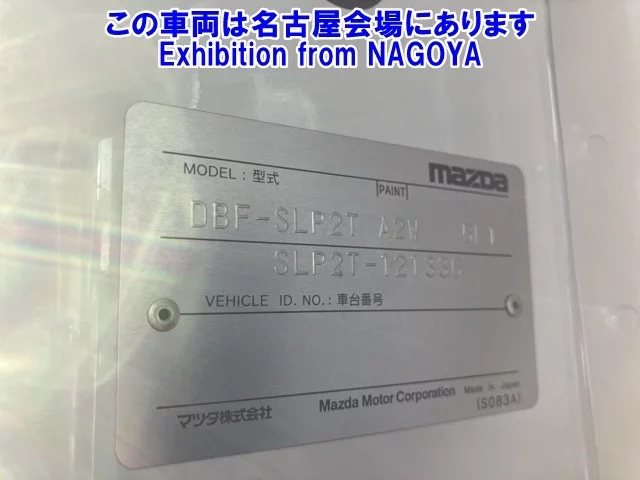 この車両は名古屋会場にあります
Exhibition from NAGOYA
mazda
MODEL : 型式
PAINT
DBF-SLP2T A2W
VEHICLE ID. NO. : 車台番号
マツダ株式会社
Mazda Motor Corporation Made in Japan
(S083A)